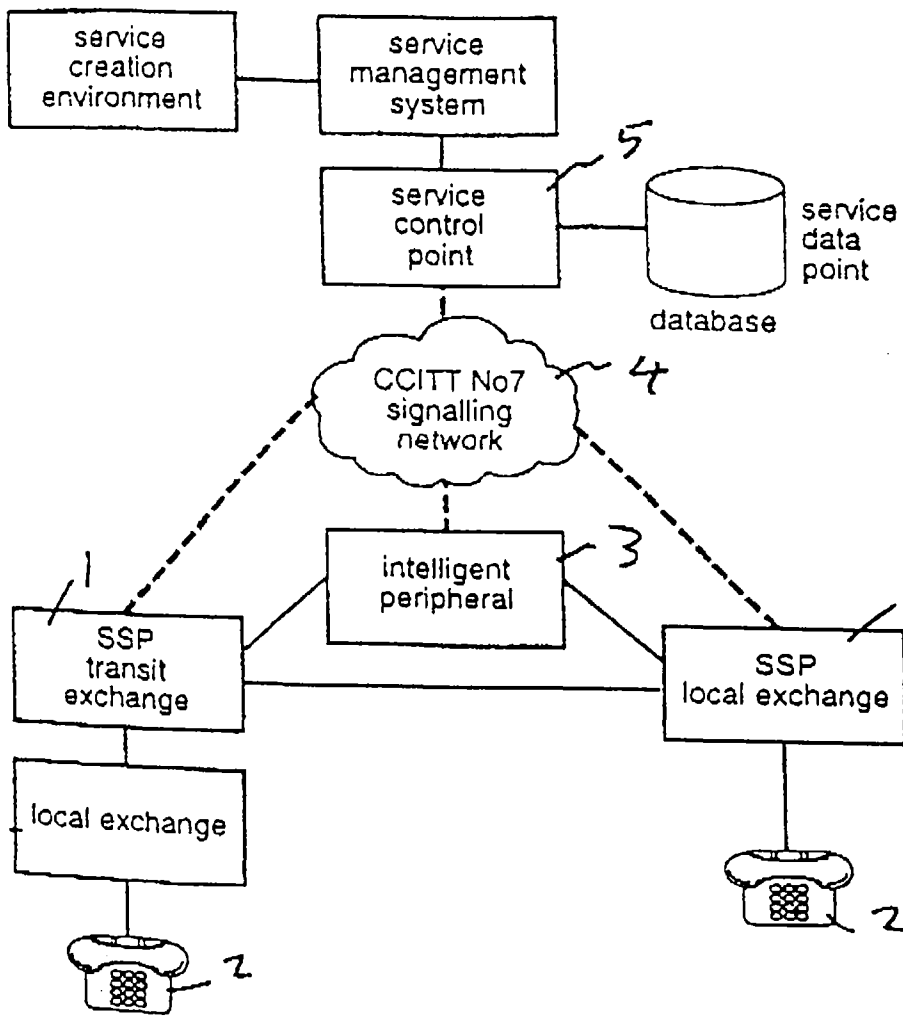 service
creation
environment
service
management
system
5
service
control
point
service
data
point
database
4
CCITT No7
signalling
network
3
intelligent
peripheral
1
SSP
transit
exchange
SSP
local exchange
local exchange
2
2